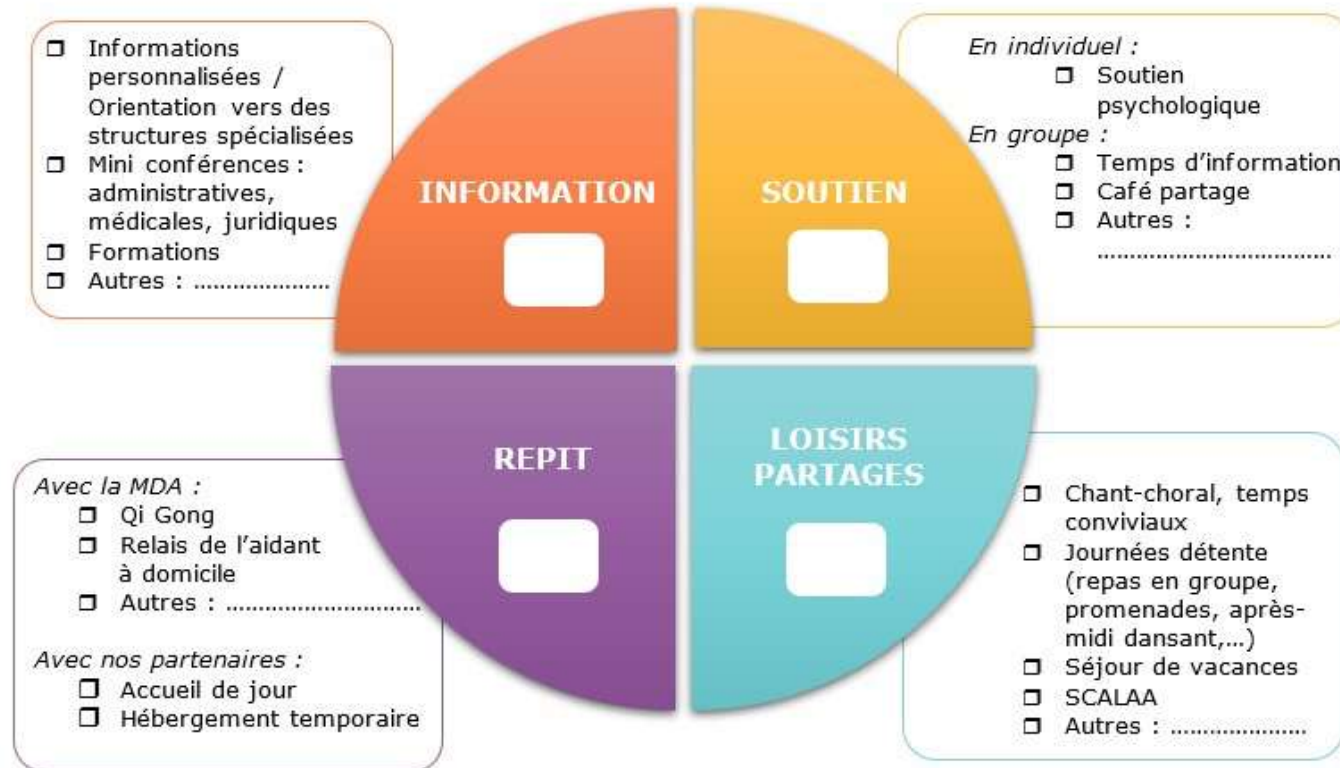 ❒ Informations
personnalisées /
Orientation vers des
structures spécialisées
❒ Mini conférences :
administratives,
médicales, juridiques
❒ Formations
❒ Autres : .....................
INFORMATION
SOUTIEN
En individuel :
❒ Soutien
psychologique
En groupe :
❒ Temps d’information
❒ Café partage
❒ Autres :
....................................
REPIT
Avec la MDA :
❒ Qi Gong
❒ Relais de l’aidant
à domicile
❒ Autres : ..............................
Avec nos partenaires :
❒ Accueil de jour
❒ Hébergement temporaire
LOISIRS
PARTAGES
❒ Chant-choral, temps
conviviaux
❒ Journées détente
(repas en groupe,
promenades, après-
midi dansant,...)
❒ Séjour de vacances
❒ SCALAA
❒ Autres : .....................